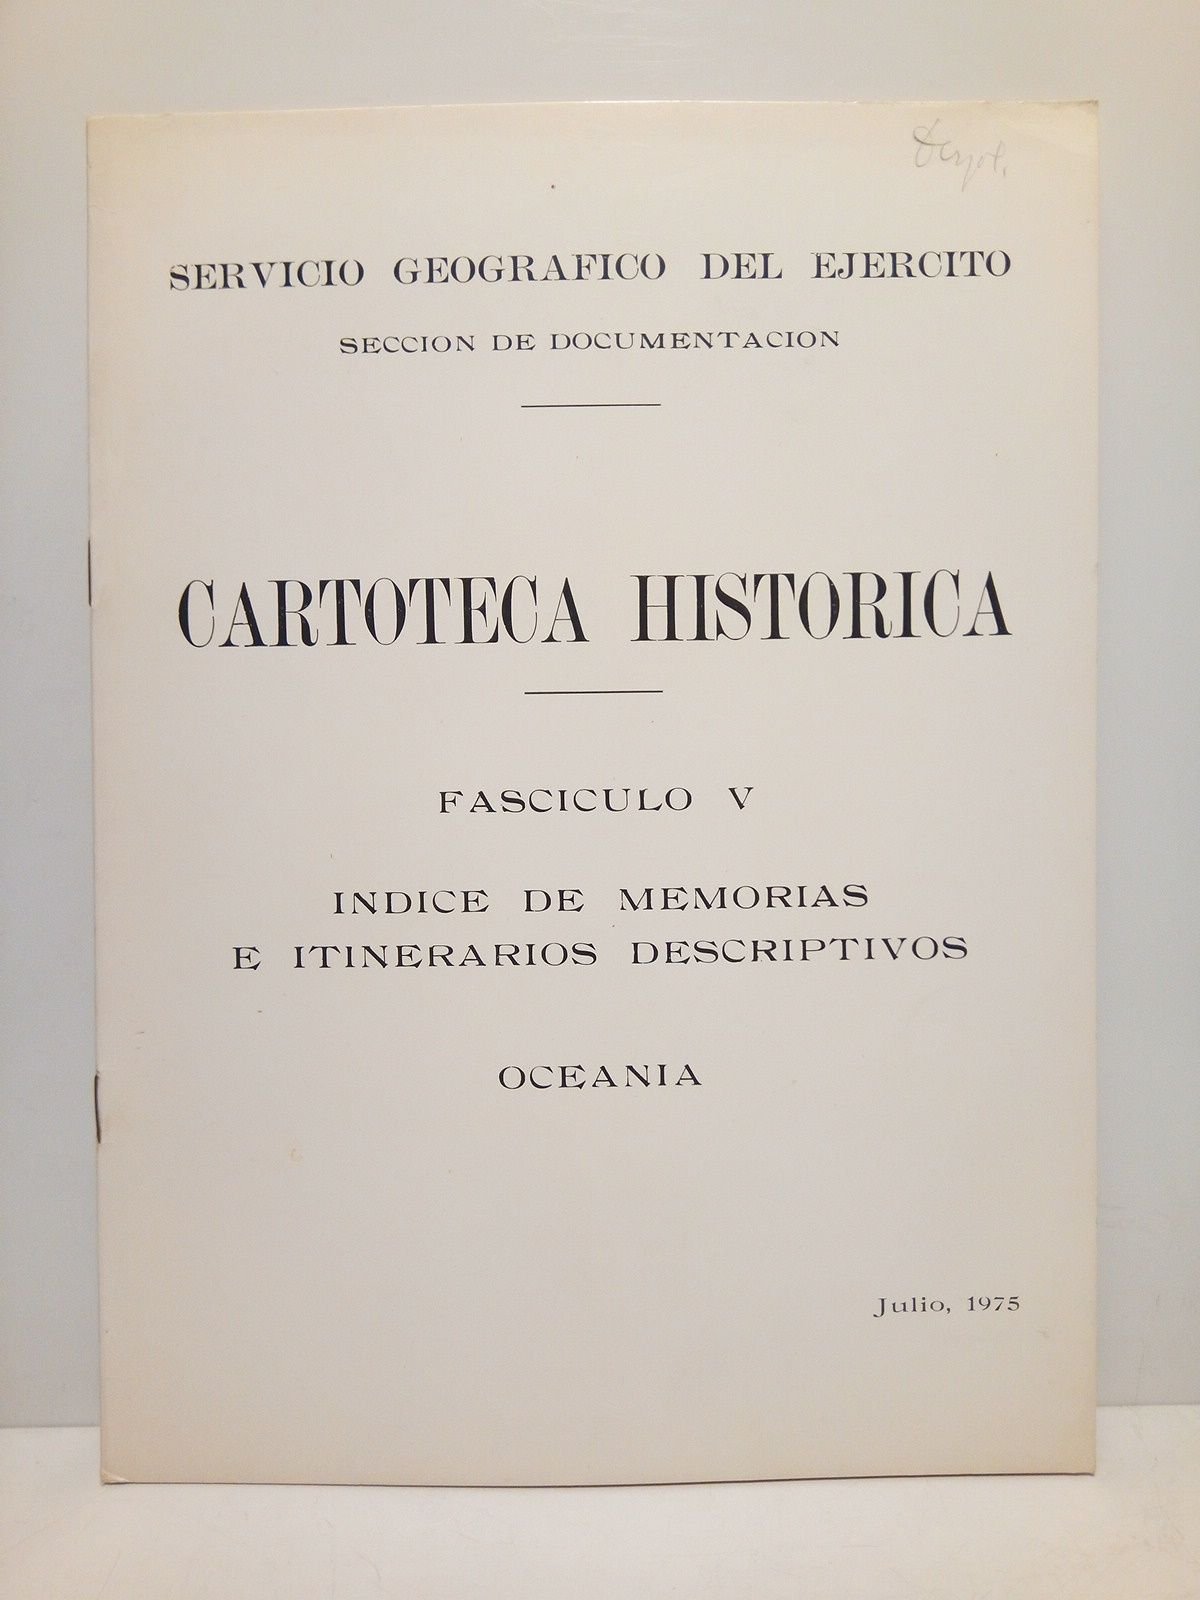 SERVICIO GEOGRAFICO DEL EJERCITO
SECCION DE DOCUMENTACION
CARTOTECA HISTORICA
FASCICULO V
INDICE DE MEMORIAS
E ITINERARIOS DESCRIPTIVOS
OCEANIA
Julio, 1975